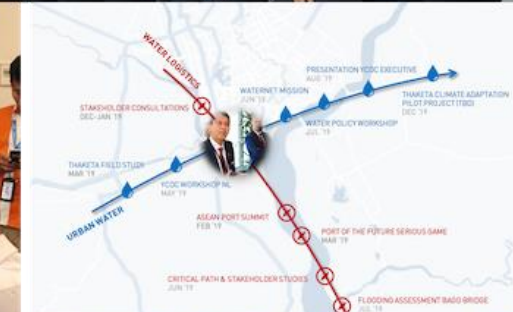 WATER LOGISTICS
STAKEHOLDER CONSULTATIONS
DEC-JAN '19
WATERNET MISSION
JUN '19
PRESENTATION YCDC EXECUTIVE
AUG '19
THAKETA CLIMATE ADAPTATION
PILOT PROJECT (TBD)
DEC '19
WATER POLICY WORKSHOP
JUL '19
THAKETA FIELD STUDY
MAR '19
YCDC WORKSHOP NL
MAY '19
URBAN WATER
ASEAN PORT SUMMIT
FEB '19
PORT OF THE FUTURE SERIOUS GAME
MAR '19
CRITICAL PATH & STAKEHOLDER STUDIES
JUN '19
FLOODING ASSESSMENT BAGO BRIDGE
JUL '19